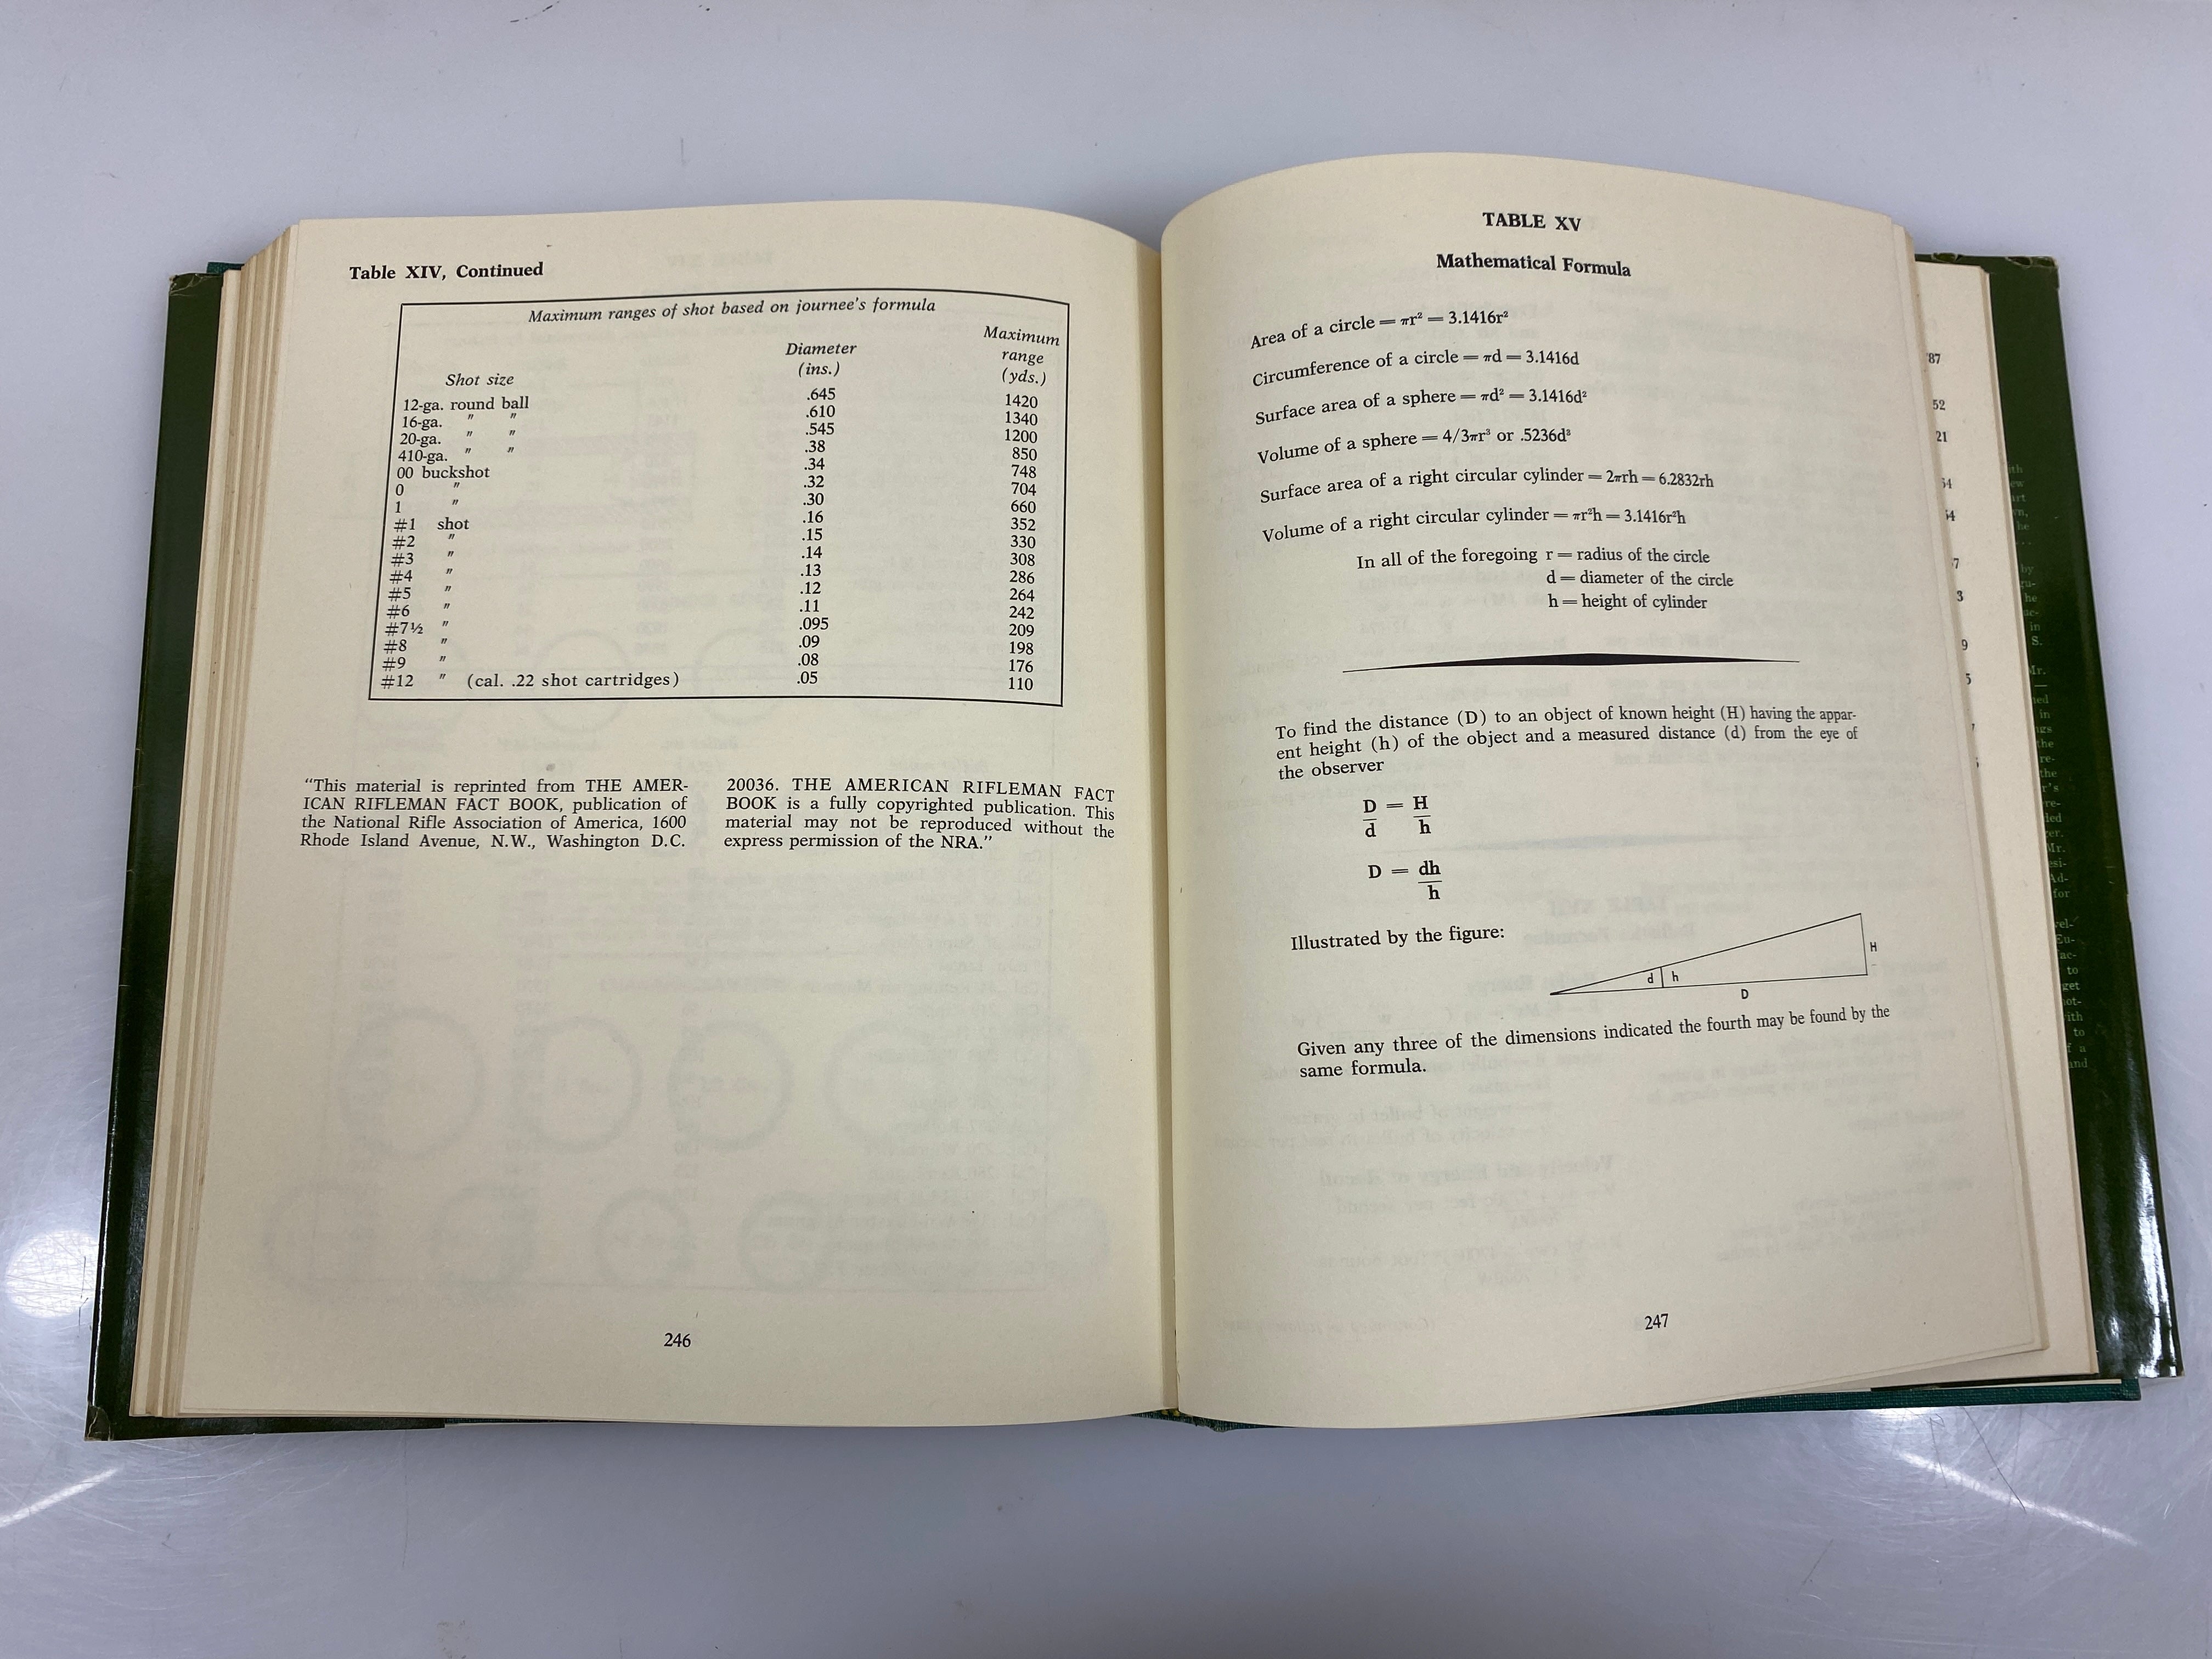 Table XIV, Continued
Maximum ranges of shot based on journee's formula
Shot size Diameter (ins.) Maximum range (yds.)
12-ga. round ball .645 1420
16-ga. " " .610 1340
20-ga. " " .545 1200
410-ga. " " .38 850
00 buckshot .34 748
0 " .32 704
1 " .30 660
#1 shot .16 352
#2 " .15 330
#3 " .14 308
#4 " .13 286
#5 " .12 264
#6 " .11 242
#7½ " .095 209
#8 " .09 198
#9 " .08 176
#12 " (cal. .22 shot cartridges) .05 110
"This material is reprinted from THE AMER-
ICAN RIFLEMAN FACT BOOK, publication of
the National Rifle Association of America, 1600
Rhode Island Avenue, N.W., Washington D.C.
20036. THE AMERICAN RIFLEMAN FACT
BOOK is a fully copyrighted publication. This
material may not be reproduced without the
express permission of the NRA."
246
TABLE XV
Mathematical Formula
Area of a circle = πr² = 3.1416r²
Circumference of a circle = πd = 3.1416d
Surface area of a sphere = πd² = 3.1416d²
Volume of a sphere = 4/3πr³ or .5236d³
Surface area of a right circular cylinder = 2πrh = 6.2832rh
Volume of a right circular cylinder = πr²h = 3.1416r²h
In all of the foregoing r = radius of the circle
d = diameter of the circle
h = height of cylinder
To find the distance (D) to an object of known height (H) having the appar-
ent height (h) of the object and a measured distance (d) from the eye of
the observer
D = H
d h
D = dh
h
Illustrated by the figure:
d h H
D
Given any three of the dimensions indicated the fourth may be found by the
same formula.
247